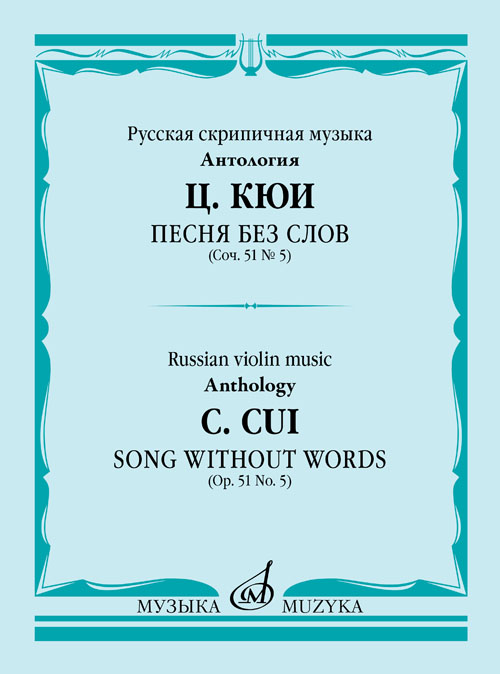 Русская скрипичная музыка
Антология
Ц. КЮИ
ПЕСНЯ БЕЗ СЛОВ
(Соч. 51 № 5)
Russian violin music
Anthology
C. CUI
SONG WITHOUT WORDS
(Op. 51 No. 5)
МУЗЫКА M MUZYKA